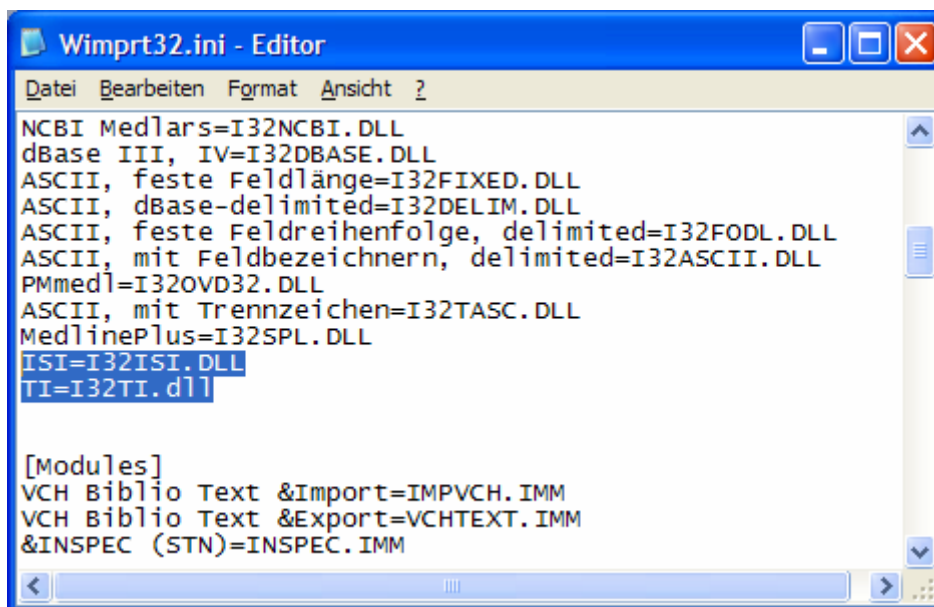 Wimprt32.ini - Editor
Datei Bearbeiten Format Ansicht ?
NCBI Medlars=I32NCBI.DLL
dBase III, IV=I32DBASE.DLL
ASCII, feste Feldlänge=I32FIXED.DLL
ASCII, dBase-delimited=I32DELIM.DLL
ASCII, feste Feldreihenfolge, delimited=I32FODL.DLL
ASCII, mit Feldbezeichnern, delimited=I32ASCII.DLL
PMmedl=I32OVD32.DLL
ASCII, mit Trennzeichen=I32TASC.DLL
MedlinePlus=I32SPL.DLL
ISI=I32ISI.DLL
TI=I32TI.dll
[Modules]
VCH Biblio Text &Import=IMPVCH.IMM
VCH Biblio Text &Export=VCHTEXT.IMM
&INSPEC (STN)=INSPEC.IMM